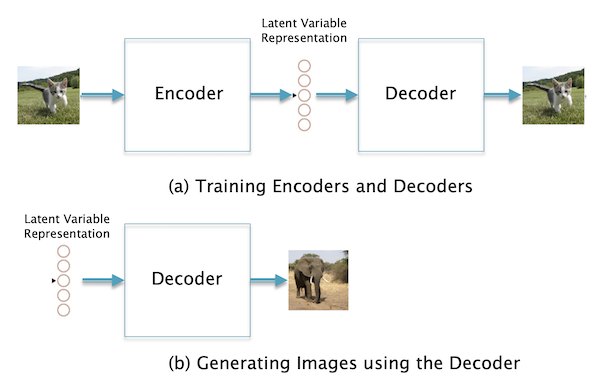 Latent Variable
Representation
Encoder
Decoder
(a) Training Encoders and Decoders
Latent Variable
Representation
Decoder
(b) Generating Images using the Decoder